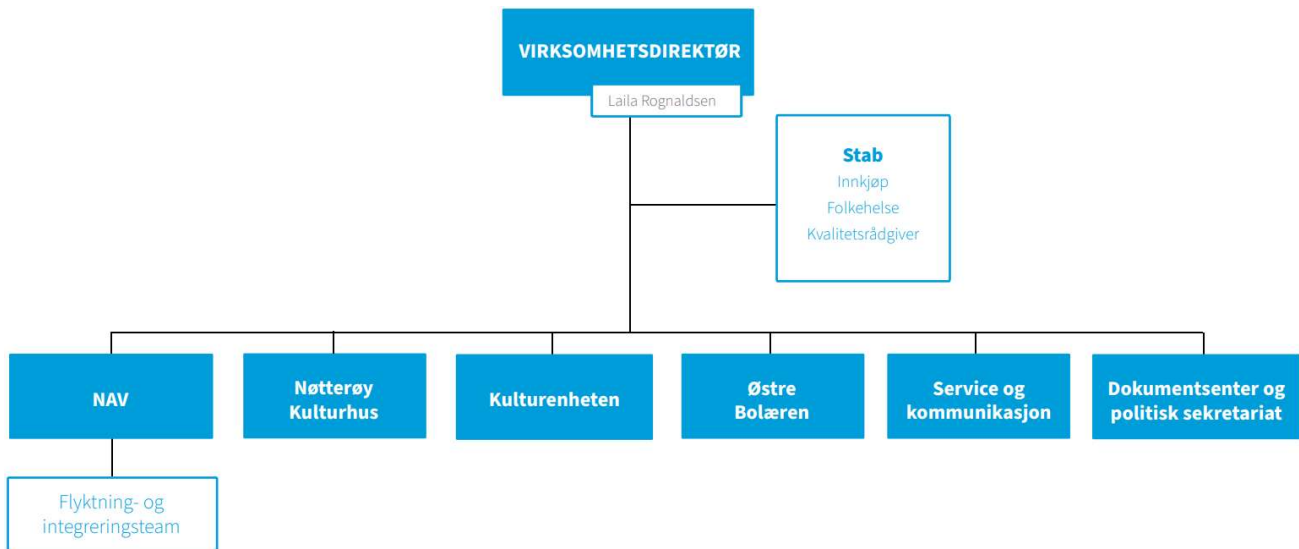 VIRKSOMHETSDIREKTØR
Laila Rognaldsen
Stab
Innkjøp
Folkehelse
Kvalitetsrådgiver
NAV
Nøtterøy
Kulturhus
Kulturenheten
Østre
Bolæren
Service og
kommunikasjon
Dokumentsenter og
politisk sekretariat
Flyktning- og
integreringsteam